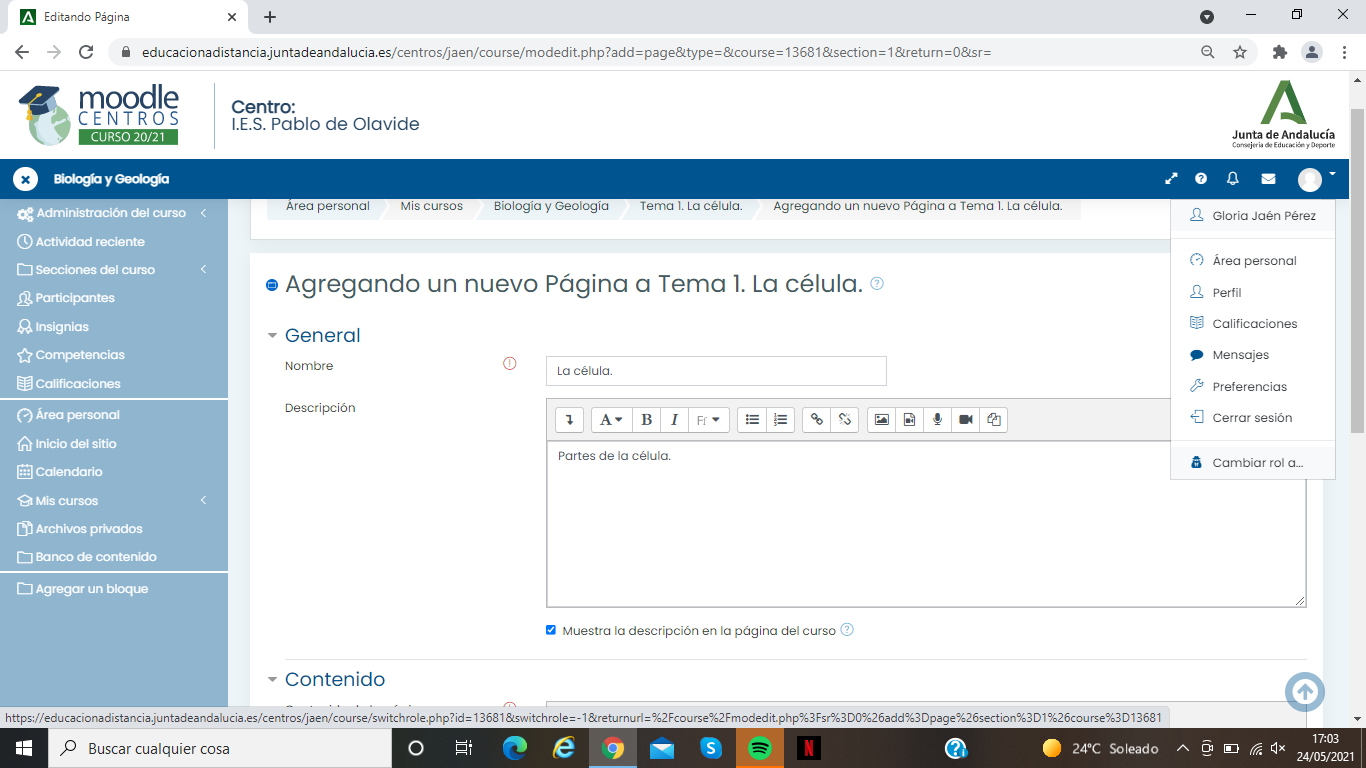 Editando Página
educacionadistancia.juntadeandalucia.es/centros/jaen/course/modedit.php?add=page&type=&course=13681&section=1&return=0&sr=
moodle
CENTROS
CURSO 20/21
Centro:
I.E.S. Pablo de Olavide
Junta de Andalucía
Consejería de Educación y Deporte
Biología y Geología
Administración del curso
Actividad reciente
Secciones del curso
Participantes
Insignias
Competencias
Calificaciones
Área personal
Inicio del sitio
Calendario
Mis cursos
Archivos privados
Banco de contenido
Agregar un bloque
Área personal Mis cursos Biología y Geología Tema 1. La célula. Agregando un nuevo Página a Tema 1. La célula.
Agregando un nuevo Página a Tema 1. La célula.
General
Nombre
La célula.
Descripción
A B I Fr
Partes de la célula.
Muestra la descripción en la página del curso
Contenido
Gloria Jaén Pérez
Área personal
Perfil
Calificaciones
Mensajes
Preferencias
Cerrar sesión
Cambiar rol a...
https://educacionadistancia.juntadeandalucia.es/centros/jaen/course/switchrole.php?id=13681&switchrole=-1&returnurl=%2Fcourse%2Fmodedit.php%3Fsr%3D0%26add%3Dpage%26section%3D1%26course%3D13681
Buscar cualquier cosa
24°C Soleado
17:03
24/05/2021